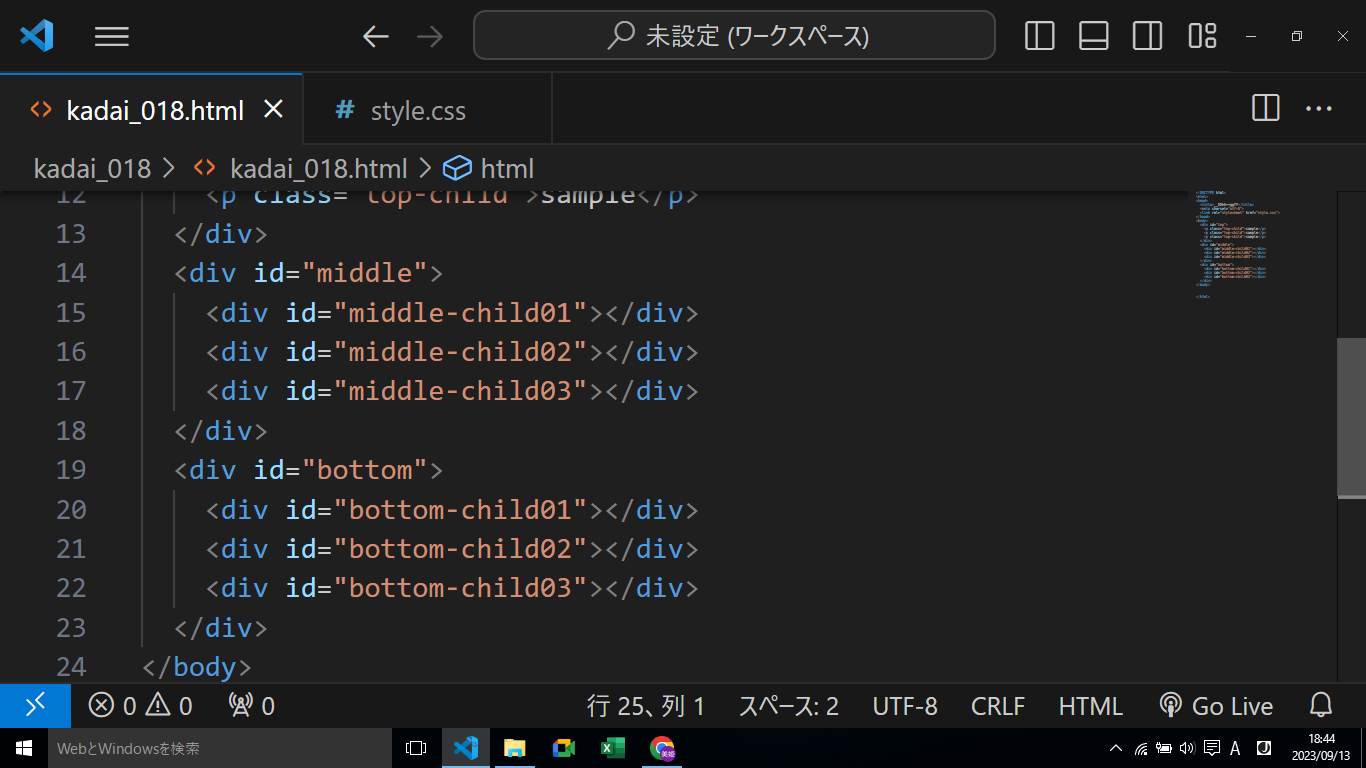 未設定 (ワークスペース)
kadai_018.html
# style.css
kadai_018 > kadai_018.html > html
12 <p class="top-child">sample</p>
13 </div>
14 <div id="middle">
15 <div id="middle-child01"></div>
16 <div id="middle-child02"></div>
17 <div id="middle-child03"></div>
18 </div>
19 <div id="bottom">
20 <div id="bottom-child01"></div>
21 <div id="bottom-child02"></div>
22 <div id="bottom-child03"></div>
23 </div>
24 </body>
0 0 0 行 25、列 1 スペース: 2 UTF-8 CRLF HTML Go Live
WebとWindowsを検索
A
18:44
2023/09/13